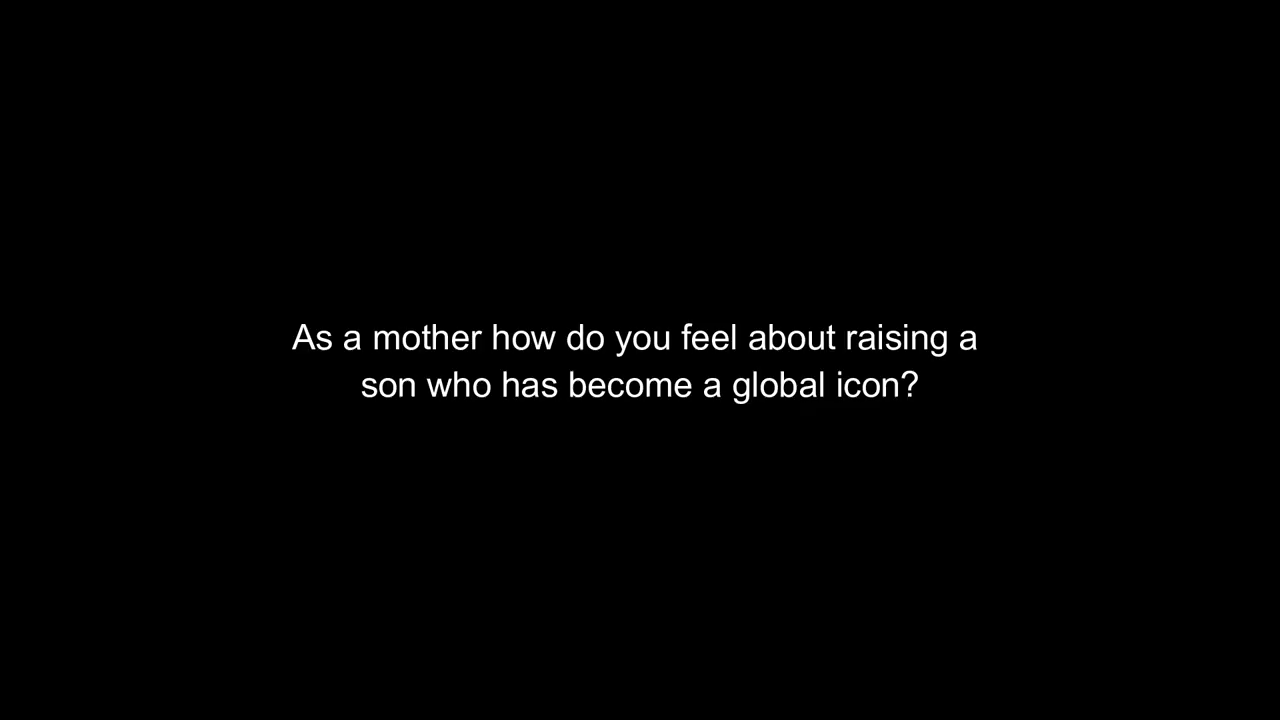 As a mother how do you feel about raising a
son who has become a global icon?